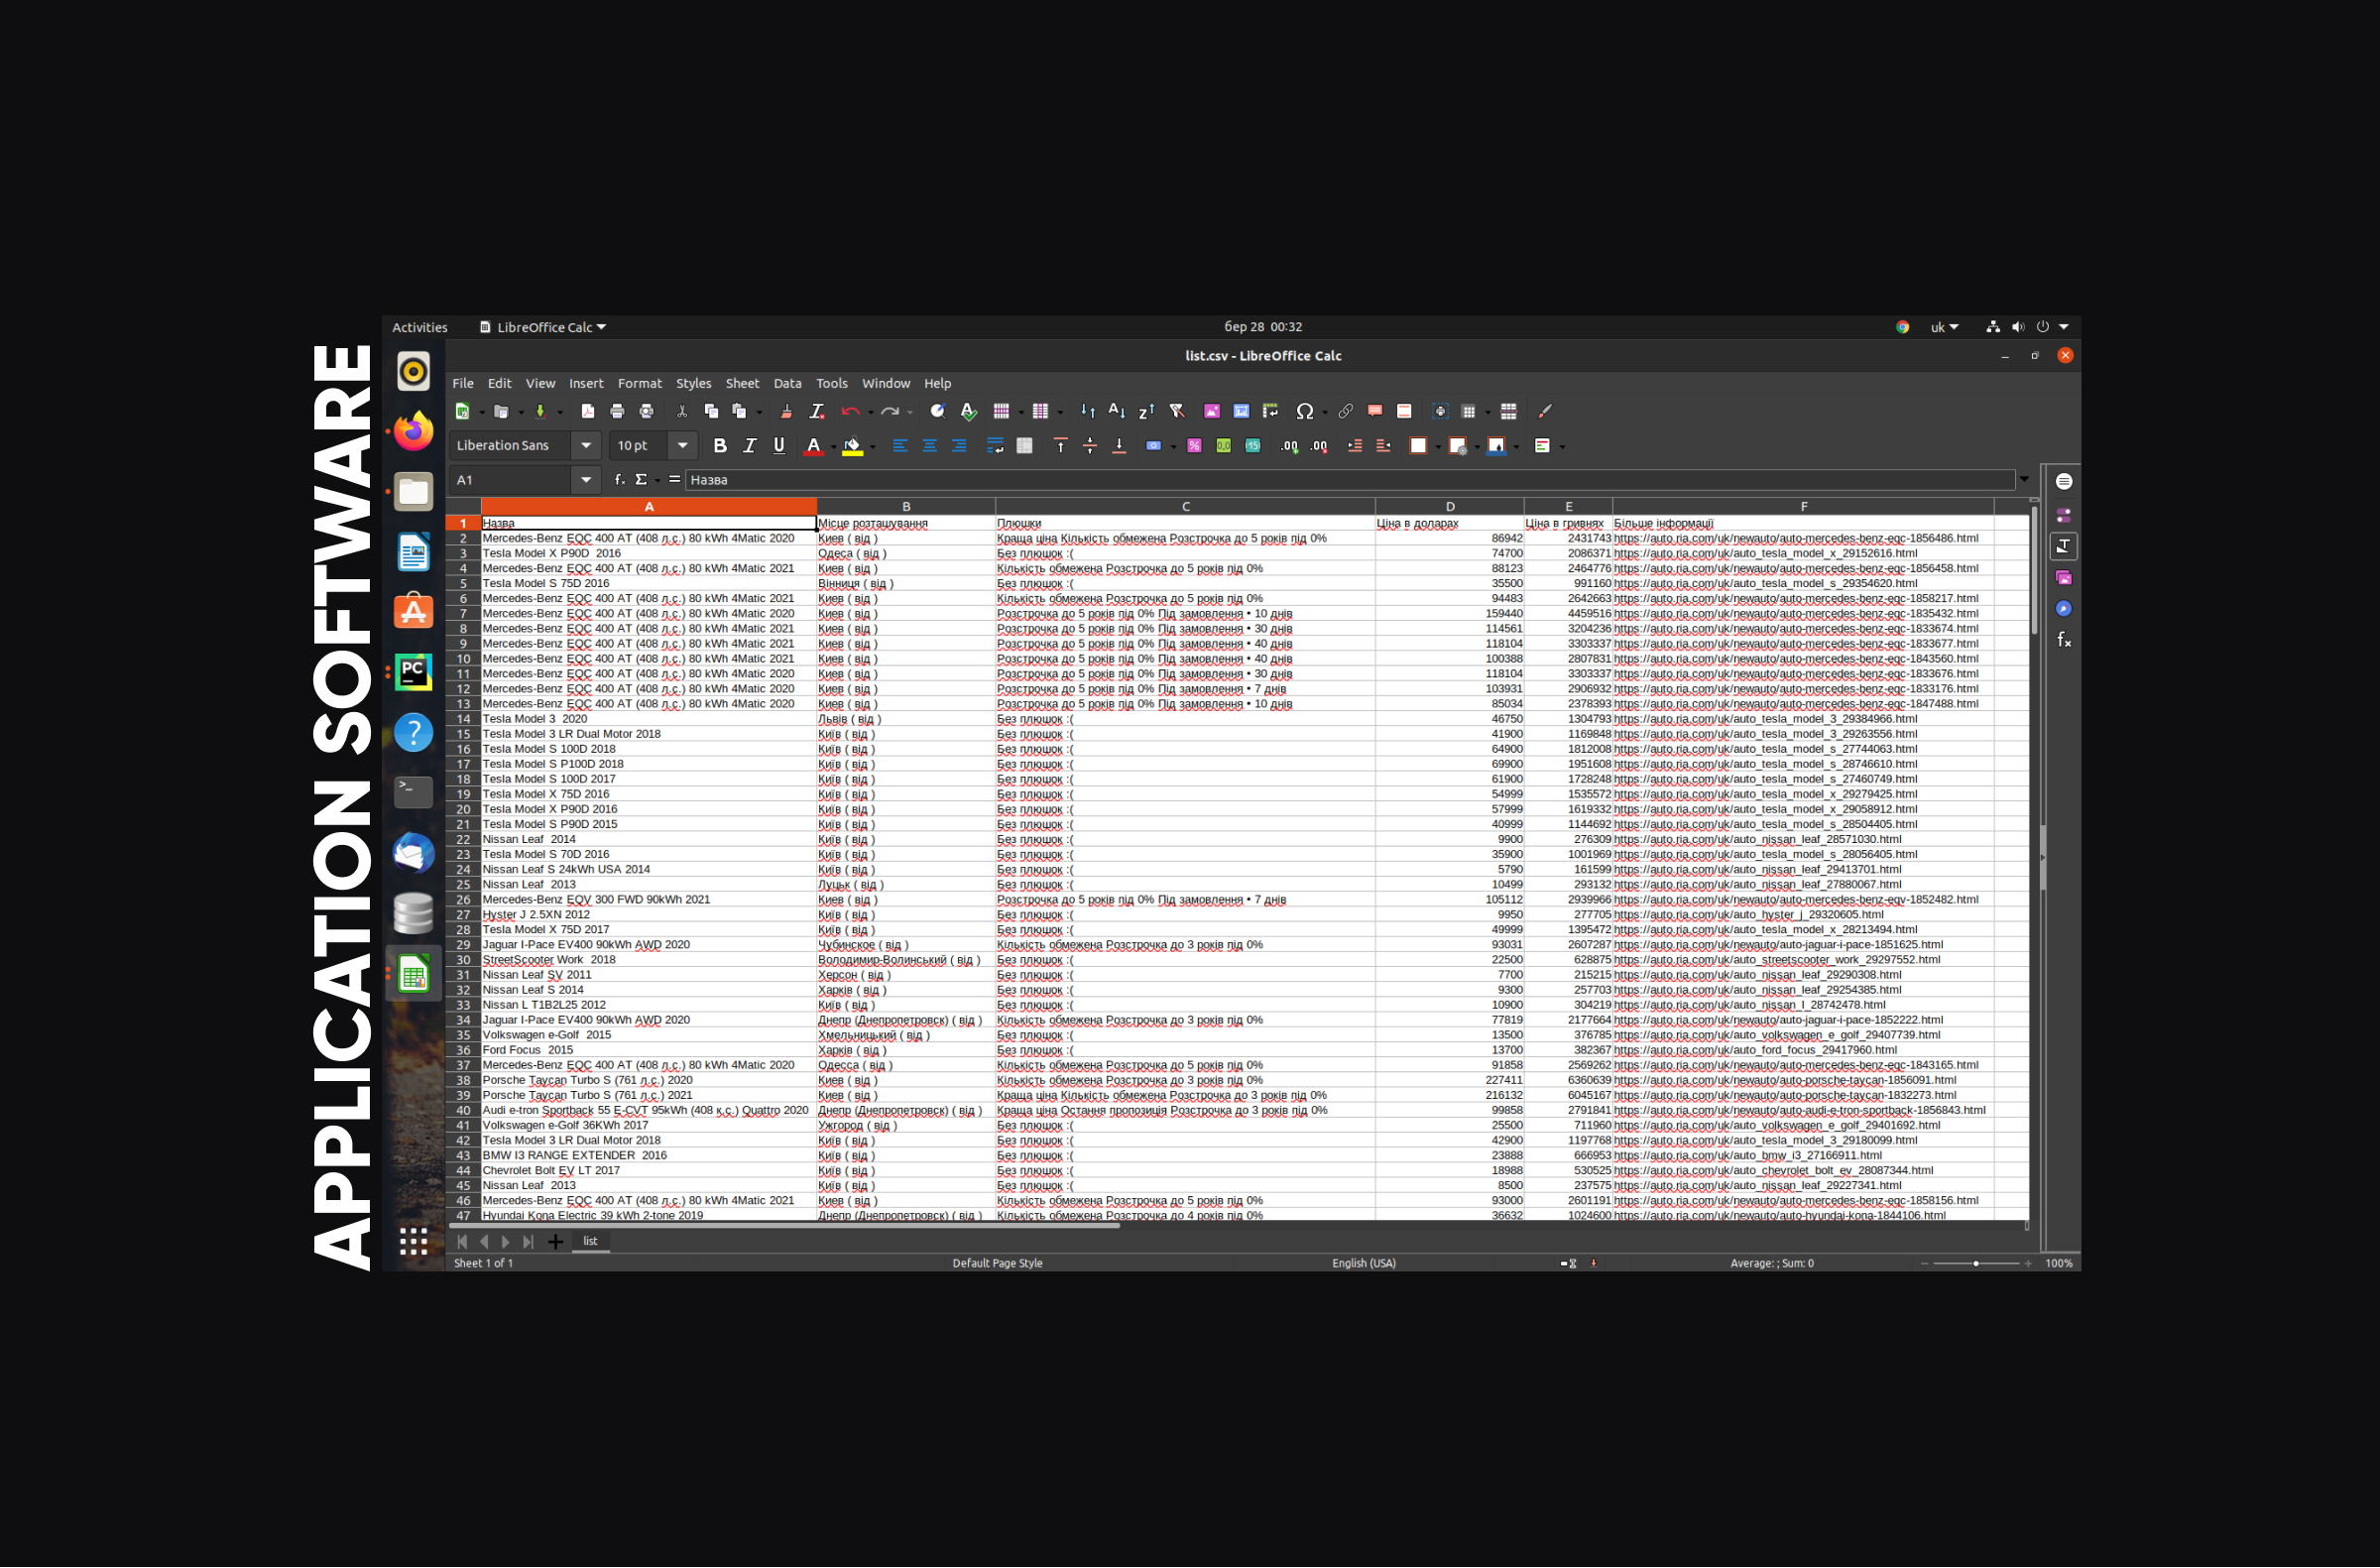 APPLICATION SOFTWARE
Activities LibreOffice Calc бер 28 00:32 uk
list.csv - LibreOffice Calc
File Edit View Insert Format Styles Sheet Data Tools Window Help
Liberation Sans 10 pt
A1 Назва
A B C D E F
1 Назва Місце розташування Плюшки Ціна в доларах Ціна в гривнях Більше інформації
2 Mercedes-Benz EQC 400 AT (408 л.с.) 80 kWh 4Matic 2020 Киев ( від ) Краща ціна Кількість обмежена Розстрочка до 5 років під 0% 86942 2431743 https://auto.ria.com/uk/newauto/auto-mercedes-benz-eqc-1856486.html
3 Tesla Model X P90D 2016 Одеса ( від ) Без плюшок :( 74700 2086371 https://auto.ria.com/uk/auto_tesla_model_x_29152616.html
4 Mercedes-Benz EQC 400 AT (408 л.с.) 80 kWh 4Matic 2021 Киев ( від ) Кількість обмежена Розстрочка до 5 років під 0% 88123 2464776 https://auto.ria.com/uk/newauto/auto-mercedes-benz-eqc-1856458.html
5 Tesla Model S 75D 2016 Вінниця ( від ) Без плюшок :( 35500 991160 https://auto.ria.com/uk/auto_tesla_model_s_29354620.html
6 Mercedes-Benz EQC 400 AT (408 л.с.) 80 kWh 4Matic 2021 Киев ( від ) Кількість обмежена Розстрочка до 5 років під 0% 94483 2642663 https://auto.ria.com/uk/newauto/auto-mercedes-benz-eqc-1858217.html
7 Mercedes-Benz EQC 400 AT (408 л.с.) 80 kWh 4Matic 2020 Киев ( від ) Розстрочка до 5 років під 0% Під замовлення • 10 днів 159440 4459516 https://auto.ria.com/uk/newauto/auto-mercedes-benz-eqc-1835432.html
8 Mercedes-Benz EQC 400 AT (408 л.с.) 80 kWh 4Matic 2021 Киев ( від ) Розстрочка до 5 років під 0% Під замовлення • 30 днів 114561 3204236 https://auto.ria.com/uk/newauto/auto-mercedes-benz-eqc-1833674.html
9 Mercedes-Benz EQC 400 AT (408 л.с.) 80 kWh 4Matic 2021 Киев ( від ) Розстрочка до 5 років під 0% Під замовлення • 40 днів 118104 3303337 https://auto.ria.com/uk/newauto/auto-mercedes-benz-eqc-1833677.html
10 Mercedes-Benz EQC 400 AT (408 л.с.) 80 kWh 4Matic 2021 Киев ( від ) Розстрочка до 5 років під 0% Під замовлення • 40 днів 100388 2807831 https://auto.ria.com/uk/newauto/auto-mercedes-benz-eqc-1843560.html
11 Mercedes-Benz EQC 400 AT (408 л.с.) 80 kWh 4Matic 2020 Киев ( від ) Розстрочка до 5 років під 0% Під замовлення • 30 днів 118104 3303337 https://auto.ria.com/uk/newauto/auto-mercedes-benz-eqc-1833676.html
12 Mercedes-Benz EQC 400 AT (408 л.с.) 80 kWh 4Matic 2020 Киев ( від ) Розстрочка до 5 років під 0% Під замовлення • 7 днів 103931 2906932 https://auto.ria.com/uk/newauto/auto-mercedes-benz-eqc-1833176.html
13 Mercedes-Benz EQC 400 AT (408 л.с.) 80 kWh 4Matic 2020 Киев ( від ) Розстрочка до 5 років під 0% Під замовлення • 10 днів 85034 2378393 https://auto.ria.com/uk/newauto/auto-mercedes-benz-eqc-1847488.html
14 Tesla Model 3 2020 Львів ( від ) Без плюшок :( 46750 1304793 https://auto.ria.com/uk/auto_tesla_model_3_29384966.html
15 Tesla Model 3 LR Dual Motor 2018 Київ ( від ) Без плюшок :( 41900 1169848 https://auto.ria.com/uk/auto_tesla_model_3_29263556.html
16 Tesla Model S 100D 2018 Київ ( від ) Без плюшок :( 64900 1812008 https://auto.ria.com/uk/auto_tesla_model_s_27744063.html
17 Tesla Model S P100D 2018 Київ ( від ) Без плюшок :( 69900 1951608 https://auto.ria.com/uk/auto_tesla_model_s_28746610.html
18 Tesla Model S 100D 2017 Київ ( від ) Без плюшок :( 61900 1728248 https://auto.ria.com/uk/auto_tesla_model_s_27460749.html
19 Tesla Model X 75D 2016 Київ ( від ) Без плюшок :( 54999 1535572 https://auto.ria.com/uk/auto_tesla_model_x_29279425.html
20 Tesla Model X P90D 2016 Київ ( від ) Без плюшок :( 57999 1619332 https://auto.ria.com/uk/auto_tesla_model_x_29058912.html
21 Tesla Model S P90D 2015 Київ ( від ) Без плюшок :( 40999 1144692 https://auto.ria.com/uk/auto_tesla_model_s_28504405.html
22 Nissan Leaf 2014 Київ ( від ) Без плюшок :( 9900 276309 https://auto.ria.com/uk/auto_nissan_leaf_28571030.html
23 Tesla Model S 70D 2016 Київ ( від ) Без плюшок :( 35900 1001969 https://auto.ria.com/uk/auto_tesla_model_s_28056405.html
24 Nissan Leaf S 24kWh USA 2014 Київ ( від ) Без плюшок :( 5790 161599 https://auto.ria.com/uk/auto_nissan_leaf_29413701.html
25 Nissan Leaf 2013 Луцьк ( від ) Без плюшок :( 10499 293132 https://auto.ria.com/uk/auto_nissan_leaf_27880067.html
26 Mercedes-Benz EQV 300 FWD 90kWh 2021 Киев ( від ) Розстрочка до 5 років під 0% Під замовлення • 7 днів 105112 2939966 https://auto.ria.com/uk/newauto/auto-mercedes-benz-eqv-1852482.html
27 Hyster J 2.5XN 2012 Київ ( від ) Без плюшок :( 9950 277705 https://auto.ria.com/uk/auto_hyster_j_29320605.html
28 Tesla Model X 75D 2017 Київ ( від ) Без плюшок :( 49999 1395472 https://auto.ria.com/uk/auto_tesla_model_x_28213494.html
29 Jaguar I-Pace EV400 90kWh AWD 2020 Чубинское ( від ) Кількість обмежена Розстрочка до 3 років під 0% 93031 2607287 https://auto.ria.com/uk/newauto/auto-jaguar-i-pace-1851625.html
30 StreetScooter Work 2018 Володимир-Волинський ( від ) Без плюшок :( 22500 628875 https://auto.ria.com/uk/auto_streetscooter_work_29297552.html
31 Nissan Leaf SV 2011 Херсон ( від ) Без плюшок :( 7700 215215 https://auto.ria.com/uk/auto_nissan_leaf_29290308.html
32 Nissan Leaf S 2014 Харків ( від ) Без плюшок :( 9300 257703 https://auto.ria.com/uk/auto_nissan_leaf_29254385.html
33 Nissan L T1B2L25 2012 Київ ( від ) Без плюшок :( 10900 304219 https://auto.ria.com/uk/auto_nissan_l_28742478.html
34 Jaguar I-Pace EV400 90kWh AWD 2020 Днепр (Днепропетровск) ( від ) Кількість обмежена Розстрочка до 3 років під 0% 77819 2177664 https://auto.ria.com/uk/newauto/auto-jaguar-i-pace-1852222.html
35 Volkswagen e-Golf 2015 Хмельницький ( від ) Без плюшок :( 13500 376785 https://auto.ria.com/uk/auto_volkswagen_e_golf_29407739.html
36 Ford Focus 2015 Харків ( від ) Без плюшок :( 13700 382367 https://auto.ria.com/uk/auto_ford_focus_29417960.html
37 Mercedes-Benz EQC 400 AT (408 л.с.) 80 kWh 4Matic 2020 Одесса ( від ) Кількість обмежена Розстрочка до 5 років під 0% 91858 2569262 https://auto.ria.com/uk/newauto/auto-mercedes-benz-eqc-1843165.html
38 Porsche Taycan Turbo S (761 л.с.) 2020 Киев ( від ) Кількість обмежена Розстрочка до 3 років під 0% 227411 6360639 https://auto.ria.com/uk/newauto/auto-porsche-taycan-1856091.html
39 Porsche Taycan Turbo S (761 л.с.) 2021 Киев ( від ) Краща ціна Кількість обмежена Розстрочка до 3 років під 0% 216132 6045167 https://auto.ria.com/uk/newauto/auto-porsche-taycan-1832273.html
40 Audi e-tron Sportback 55 E-CVT 95kWh (408 к.с.) Quattro 2020 Днепр (Днепропетровск) ( від ) Краща ціна Остання пропозиція Розстрочка до 3 років під 0% 99858 2791841 https://auto.ria.com/uk/newauto/auto-audi-e-tron-sportback-1856843.html
41 Volkswagen e-Golf 36KWh 2017 Ужгород ( від ) Без плюшок :( 25500 711960 https://auto.ria.com/uk/auto_volkswagen_e_golf_29401692.html
42 Tesla Model 3 LR Dual Motor 2018 Київ ( від ) Без плюшок :( 42900 1197768 https://auto.ria.com/uk/auto_tesla_model_3_29180099.html
43 BMW I3 RANGE EXTENDER 2016 Київ ( від ) Без плюшок :( 23888 666953 https://auto.ria.com/uk/auto_bmw_i3_27166911.html
44 Chevrolet Bolt EV LT 2017 Київ ( від ) Без плюшок :( 18988 530525 https://auto.ria.com/uk/auto_chevrolet_bolt_ev_28087344.html
45 Nissan Leaf 2013 Київ ( від ) Без плюшок :( 8500 237575 https://auto.ria.com/uk/auto_nissan_leaf_29227341.html
46 Mercedes-Benz EQC 400 AT (408 л.с.) 80 kWh 4Matic 2021 Киев ( від ) Кількість обмежена Розстрочка до 5 років під 0% 93000 2601191 https://auto.ria.com/uk/newauto/auto-mercedes-benz-eqc-1858156.html
47 Hyundai Kona Electric 39 kWh 2-tone 2019 Днепр (Днепропетровск) ( від ) Кількість обмежена Розстрочка до 4 років під 0% 36632 1024600 https://auto.ria.com/uk/newauto/auto-hyundai-kona-1844106.html
list
Sheet 1 of 1 Default Page Style English (USA) Average: ; Sum: 0 100%